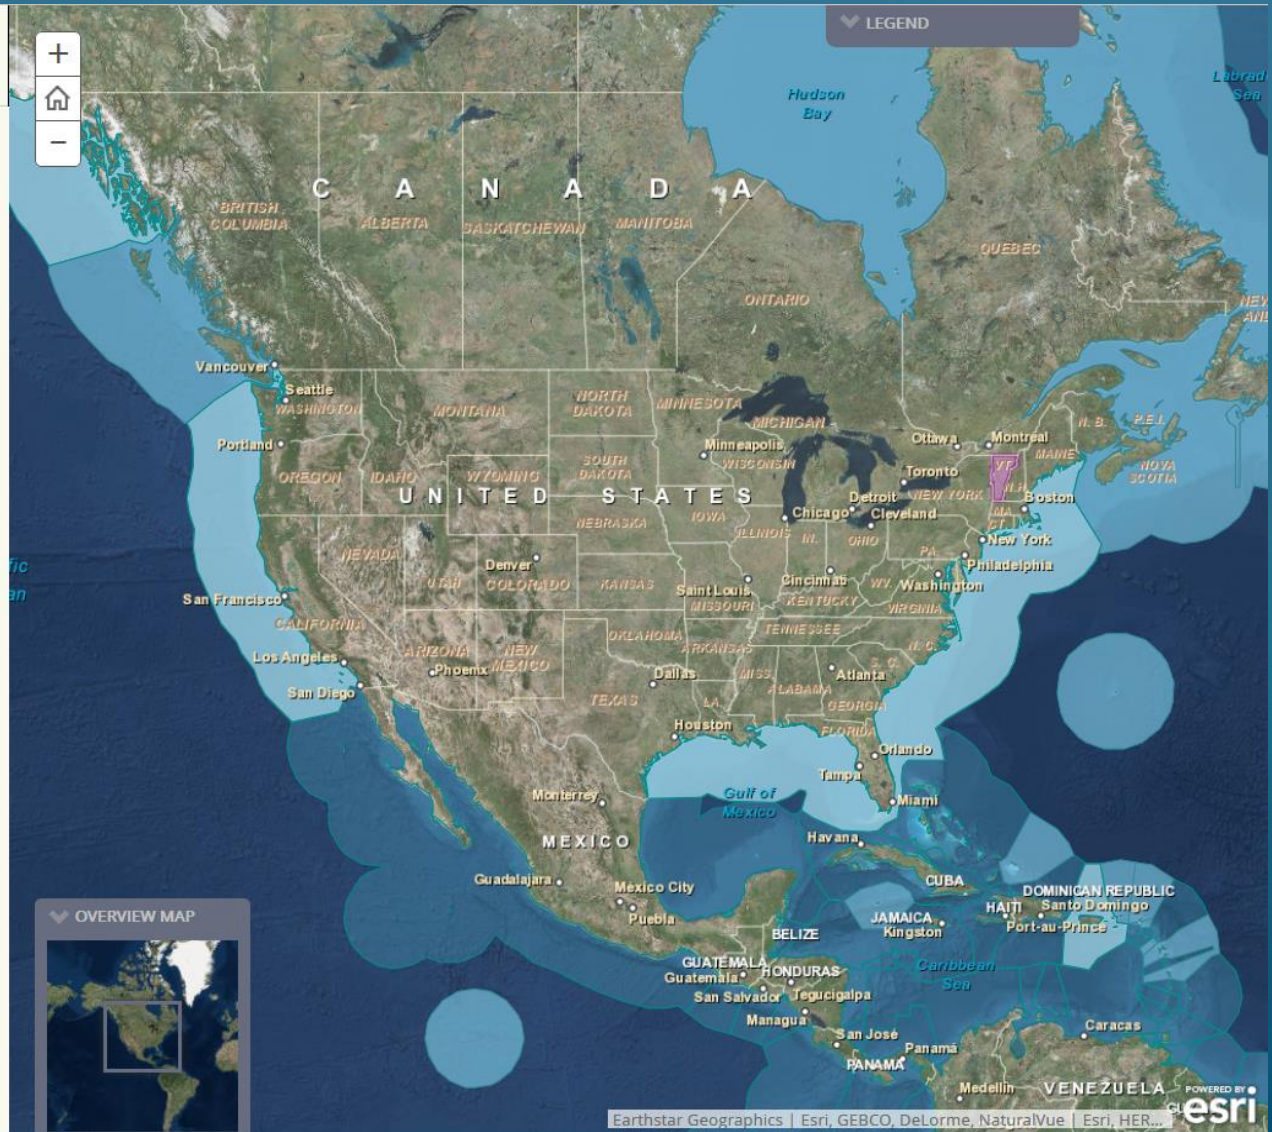 LEGEND
+
−
Labrad
Sea
Hudson
Bay
C A N A D A
BRITISH
COLUMBIA
ALBERTA
SASKATCHEWAN
MANITOBA
QUEBEC
ONTARIO
NEW
Vancouver
Seattle
WASHINGTON
MONTANA
NORTH
DAKOTA
MINNESOTA
MICHIGAN
Ottawa
Montréal
N. B.
P.E.I.
Portland
Minneapolis
WISCONSIN
MAINE
NOVA
SCOTIA
VT.
N.H.
OREGON
IDAHO
WYOMING
SOUTH
DAKOTA
Toronto
UNITED STATES
Detroit
NEW YORK
Boston
MA.
CT.
NEBRASKA
IOWA
Chicago
Cleveland
ILLINOIS
IN.
OHIO
PA.
New York
NEVADA
Philadelphia
fic
an
Denver
UTAH
COLORADO
KANSAS
Saint Louis
MISSOURI
Cincinnati
KENTUCKY
WV.
Washington
VIRGINIA
San Francisco
CALIFORNIA
OKLAHOMA
TENNESSEE
ARKANSAS
N. C.
Los Angeles
ARIZONA
NEW
MEXICO
Phoenix
Dallas
MISS.
S. C.
Atlanta
San Diego
TEXAS
LA.
ALABAMA
GEORGIA
Houston
FLORIDA
Orlando
Tampa
Monterrey
Gulf of
Mexico
Miami
MEXICO
Havana
Guadalajara
Mexico City
CUBA
DOMINICAN REPUBLIC
HAITI
Santo Domingo
Puebla
JAMAICA
Kingston
Port-au-Prince
OVERVIEW MAP
BELIZE
GUATEMALA
Guatemala
HONDURAS
Caribbean
Sea
San Salvador
Tegucigalpa
Managua
San José
Caracas
Panamá
PANAMA
Medellín
VENEZUELA
POWERED BY
esri
Earthstar Geographics | Esri, GEBCO, DeLorme, NaturalVue | Esri, HER...